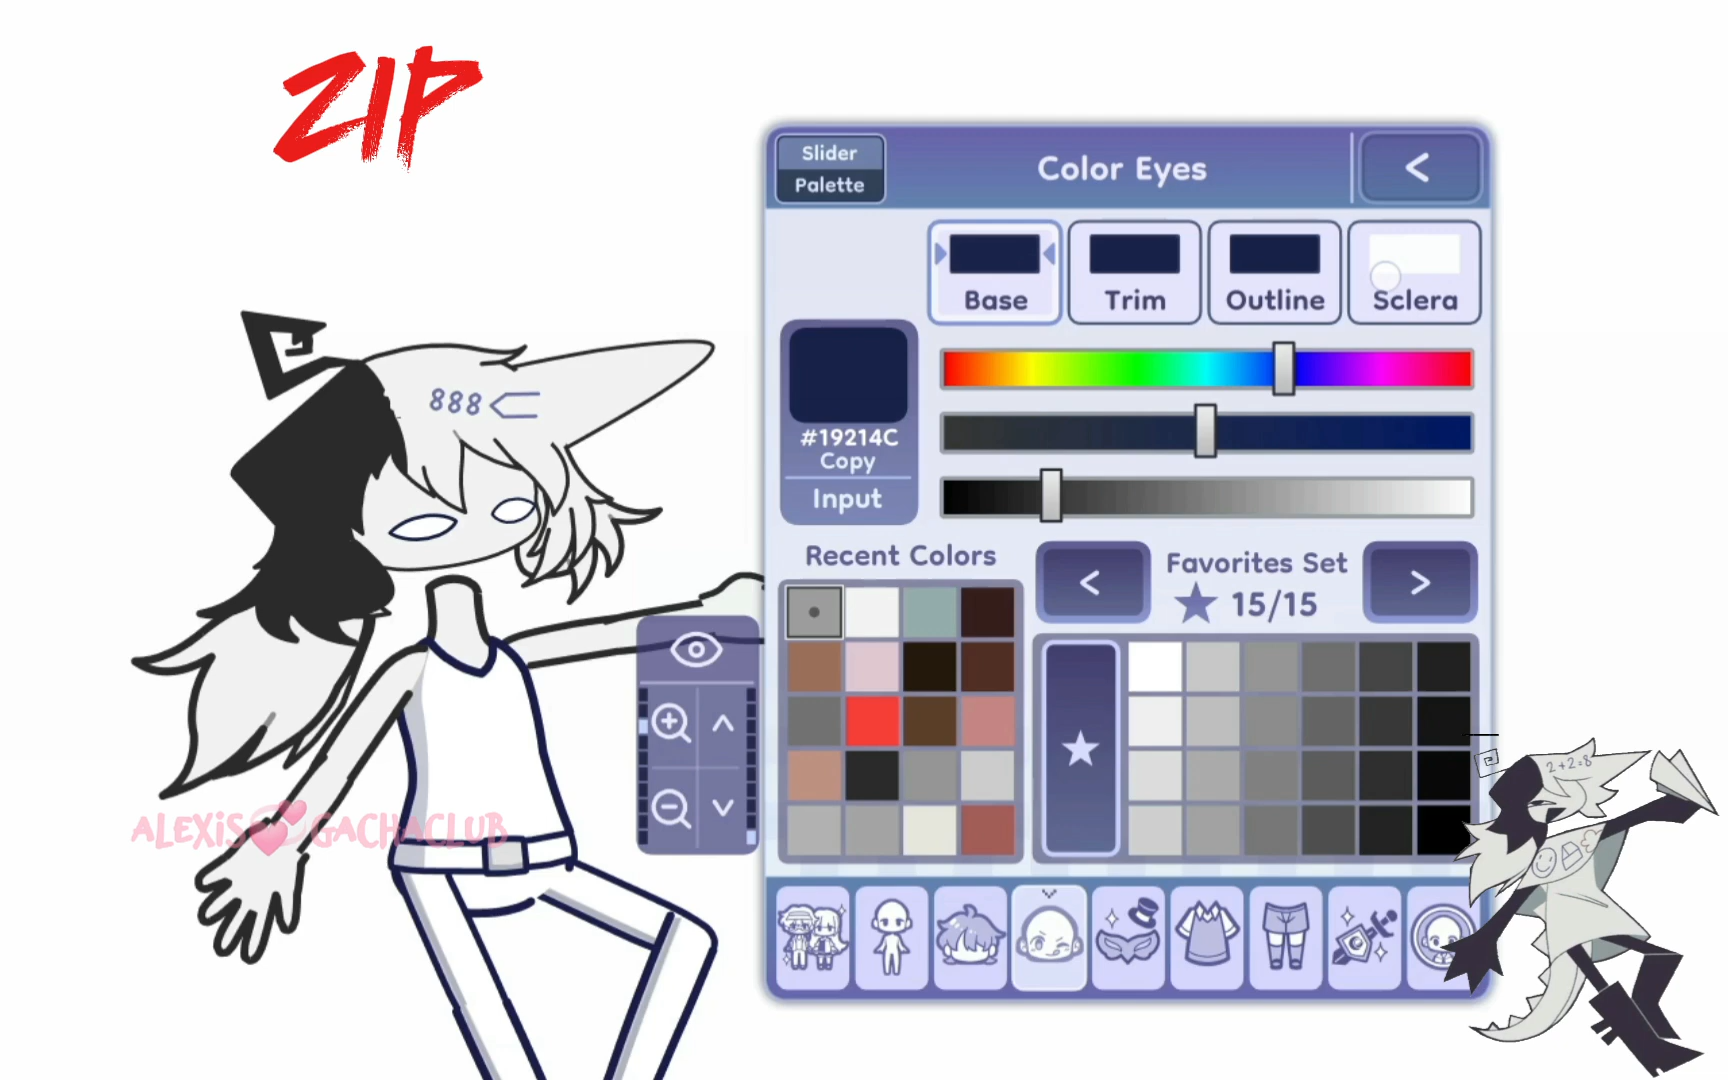 ZIP
Slider
Palette
Color Eyes
<
Base
Trim
Outline
Sclera
888
#19214C
Copy
Input
Recent Colors
<
Favorites Set
>
15/15
2+2=8
ALEXiS GACHACLUB